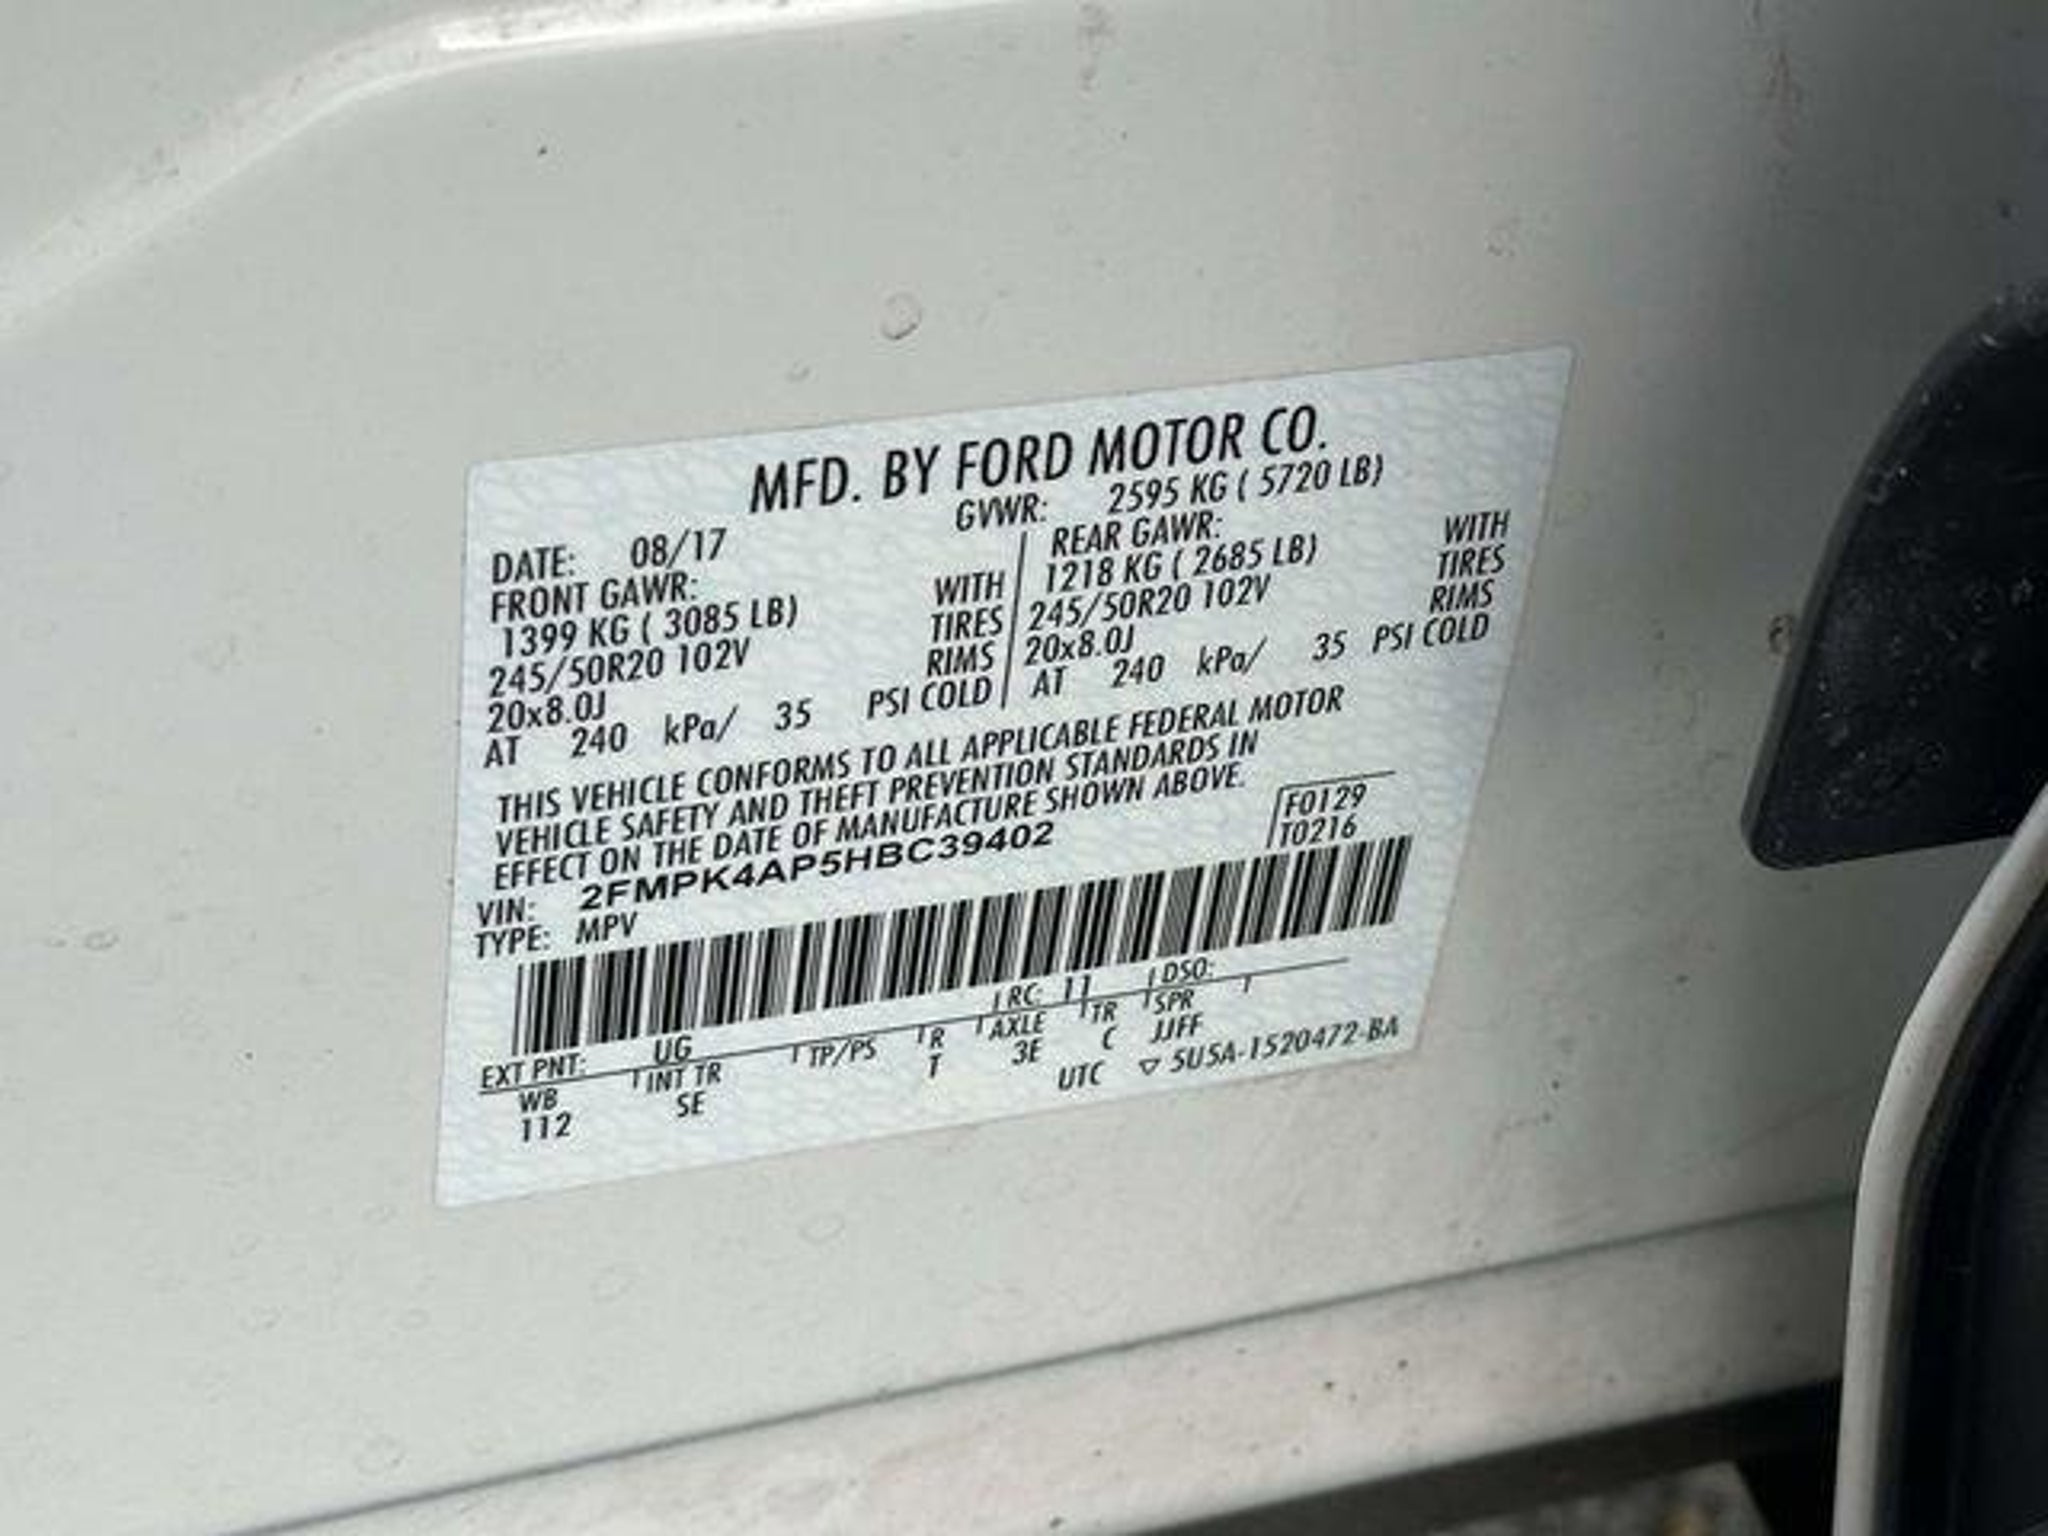 MFD. BY FORD MOTOR CO.
DATE: 08/17 GVWR: 2595 KG ( 5720 LB)
FRONT GAWR: REAR GAWR:
1399 KG ( 3085 LB) WITH 1218 KG ( 2685 LB) WITH
245/50R20 102V TIRES 245/50R20 102V TIRES
20x8.0J RIMS 20x8.0J RIMS
AT 240 kPa/ 35 PSI COLD AT 240 kPa/ 35 PSI COLD
THIS VEHICLE CONFORMS TO ALL APPLICABLE FEDERAL MOTOR
VEHICLE SAFETY AND THEFT PREVENTION STANDARDS IN
EFFECT ON THE DATE OF MANUFACTURE SHOWN ABOVE.
VIN: 2FMPK4AP5HBC39402 F0129
TYPE: MPV T0216
EXT PNT: UG RC: 11 DSO:
WB INT TR TP/PS R AXLE TR SPR
112 SE T 3E C JJFF
UTC ▽ 5U5A-1520472-BA